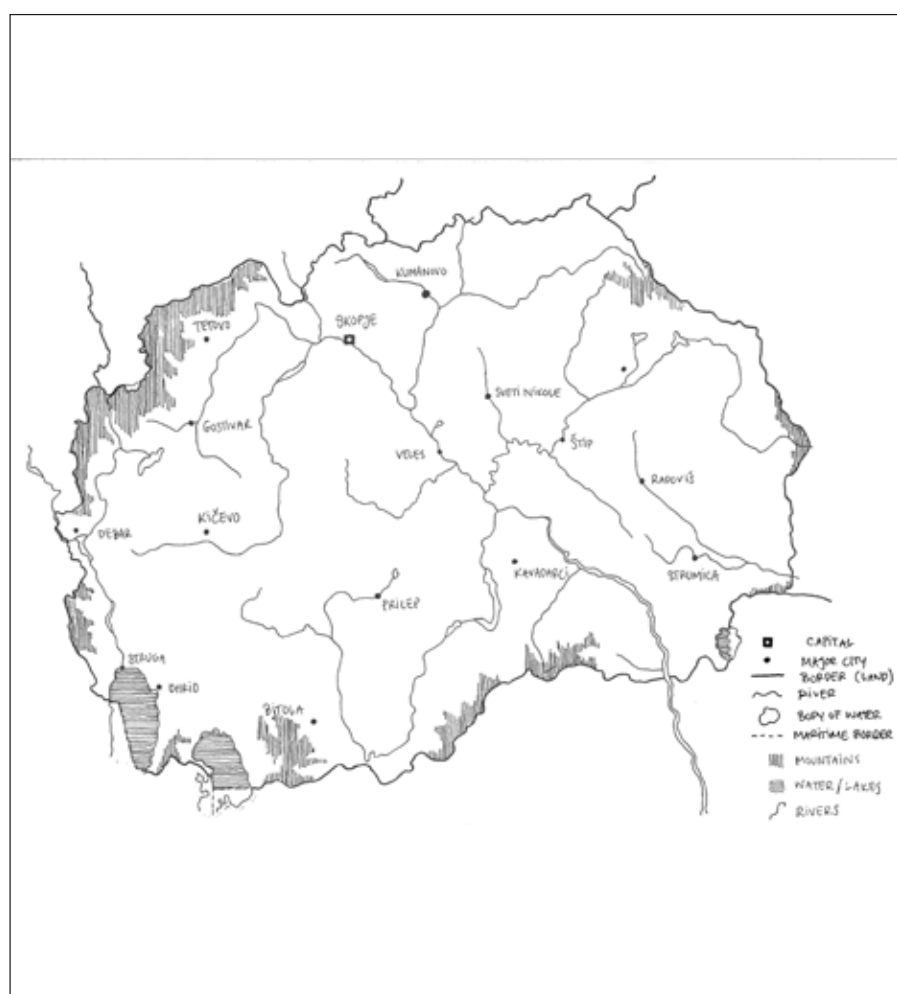 KUMANOVO
SKOPJE
TETOVO
SVETI NIKOLE
GOSTIVAR
ŠTIP
VELES
RADOVIŠ
KIČEVO
DEBAR
KAVADARCI
STRUMICA
PRILEP
STRUGA
OHRID
BITOLA
CAPITAL
MAJOR CITY
BORDER (LAND)
RIVER
BODY OF WATER
MARITIME BORDER
MOUNTAINS
WATER/LAKES
RIVERS